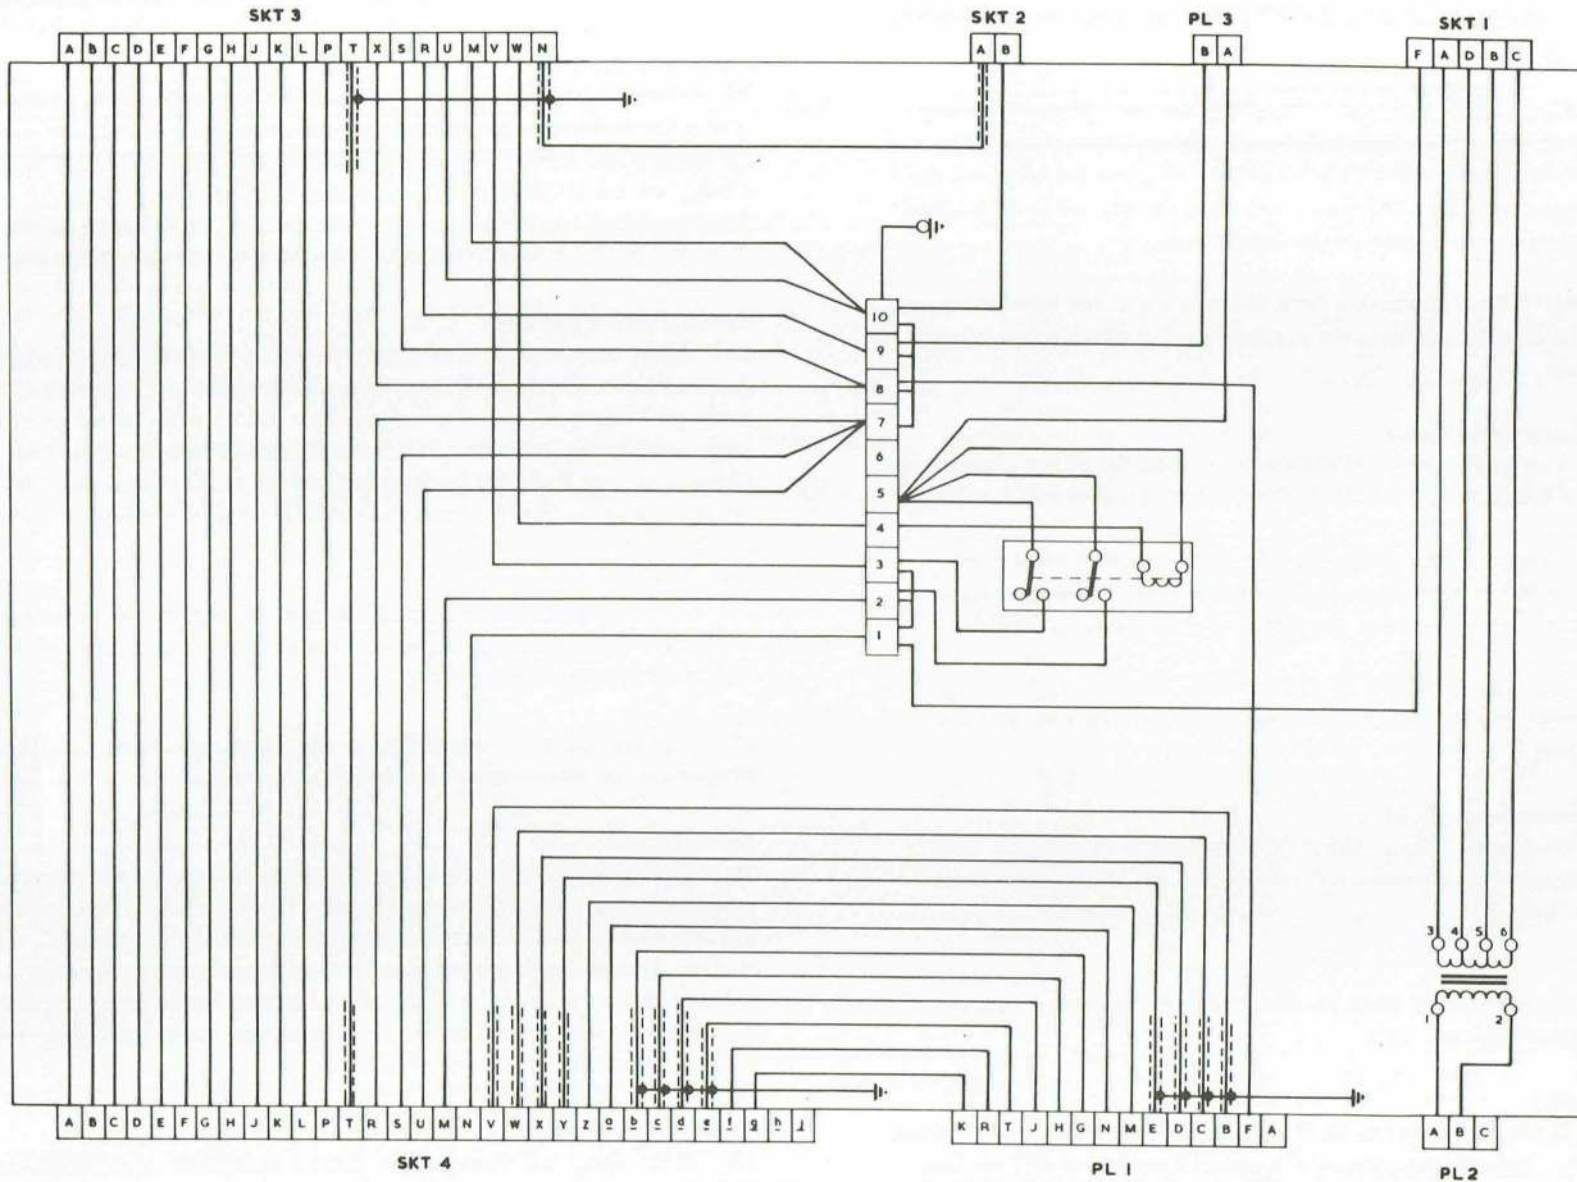 SKT 3
SKT 2
PL 3
SKT 1
A B C D E F G H J K L P T X S R U M V W N
A B
B A
F A D B C
10
9
8
7
6
5
4
3
2
1
3 4 5 6
1 2
A B C D E F G H J K L P T R S U M N V W X Y Z a b c d e f g h j
K R T J H G N M E D C B F A
A B C
SKT 4
PL 1
PL 2